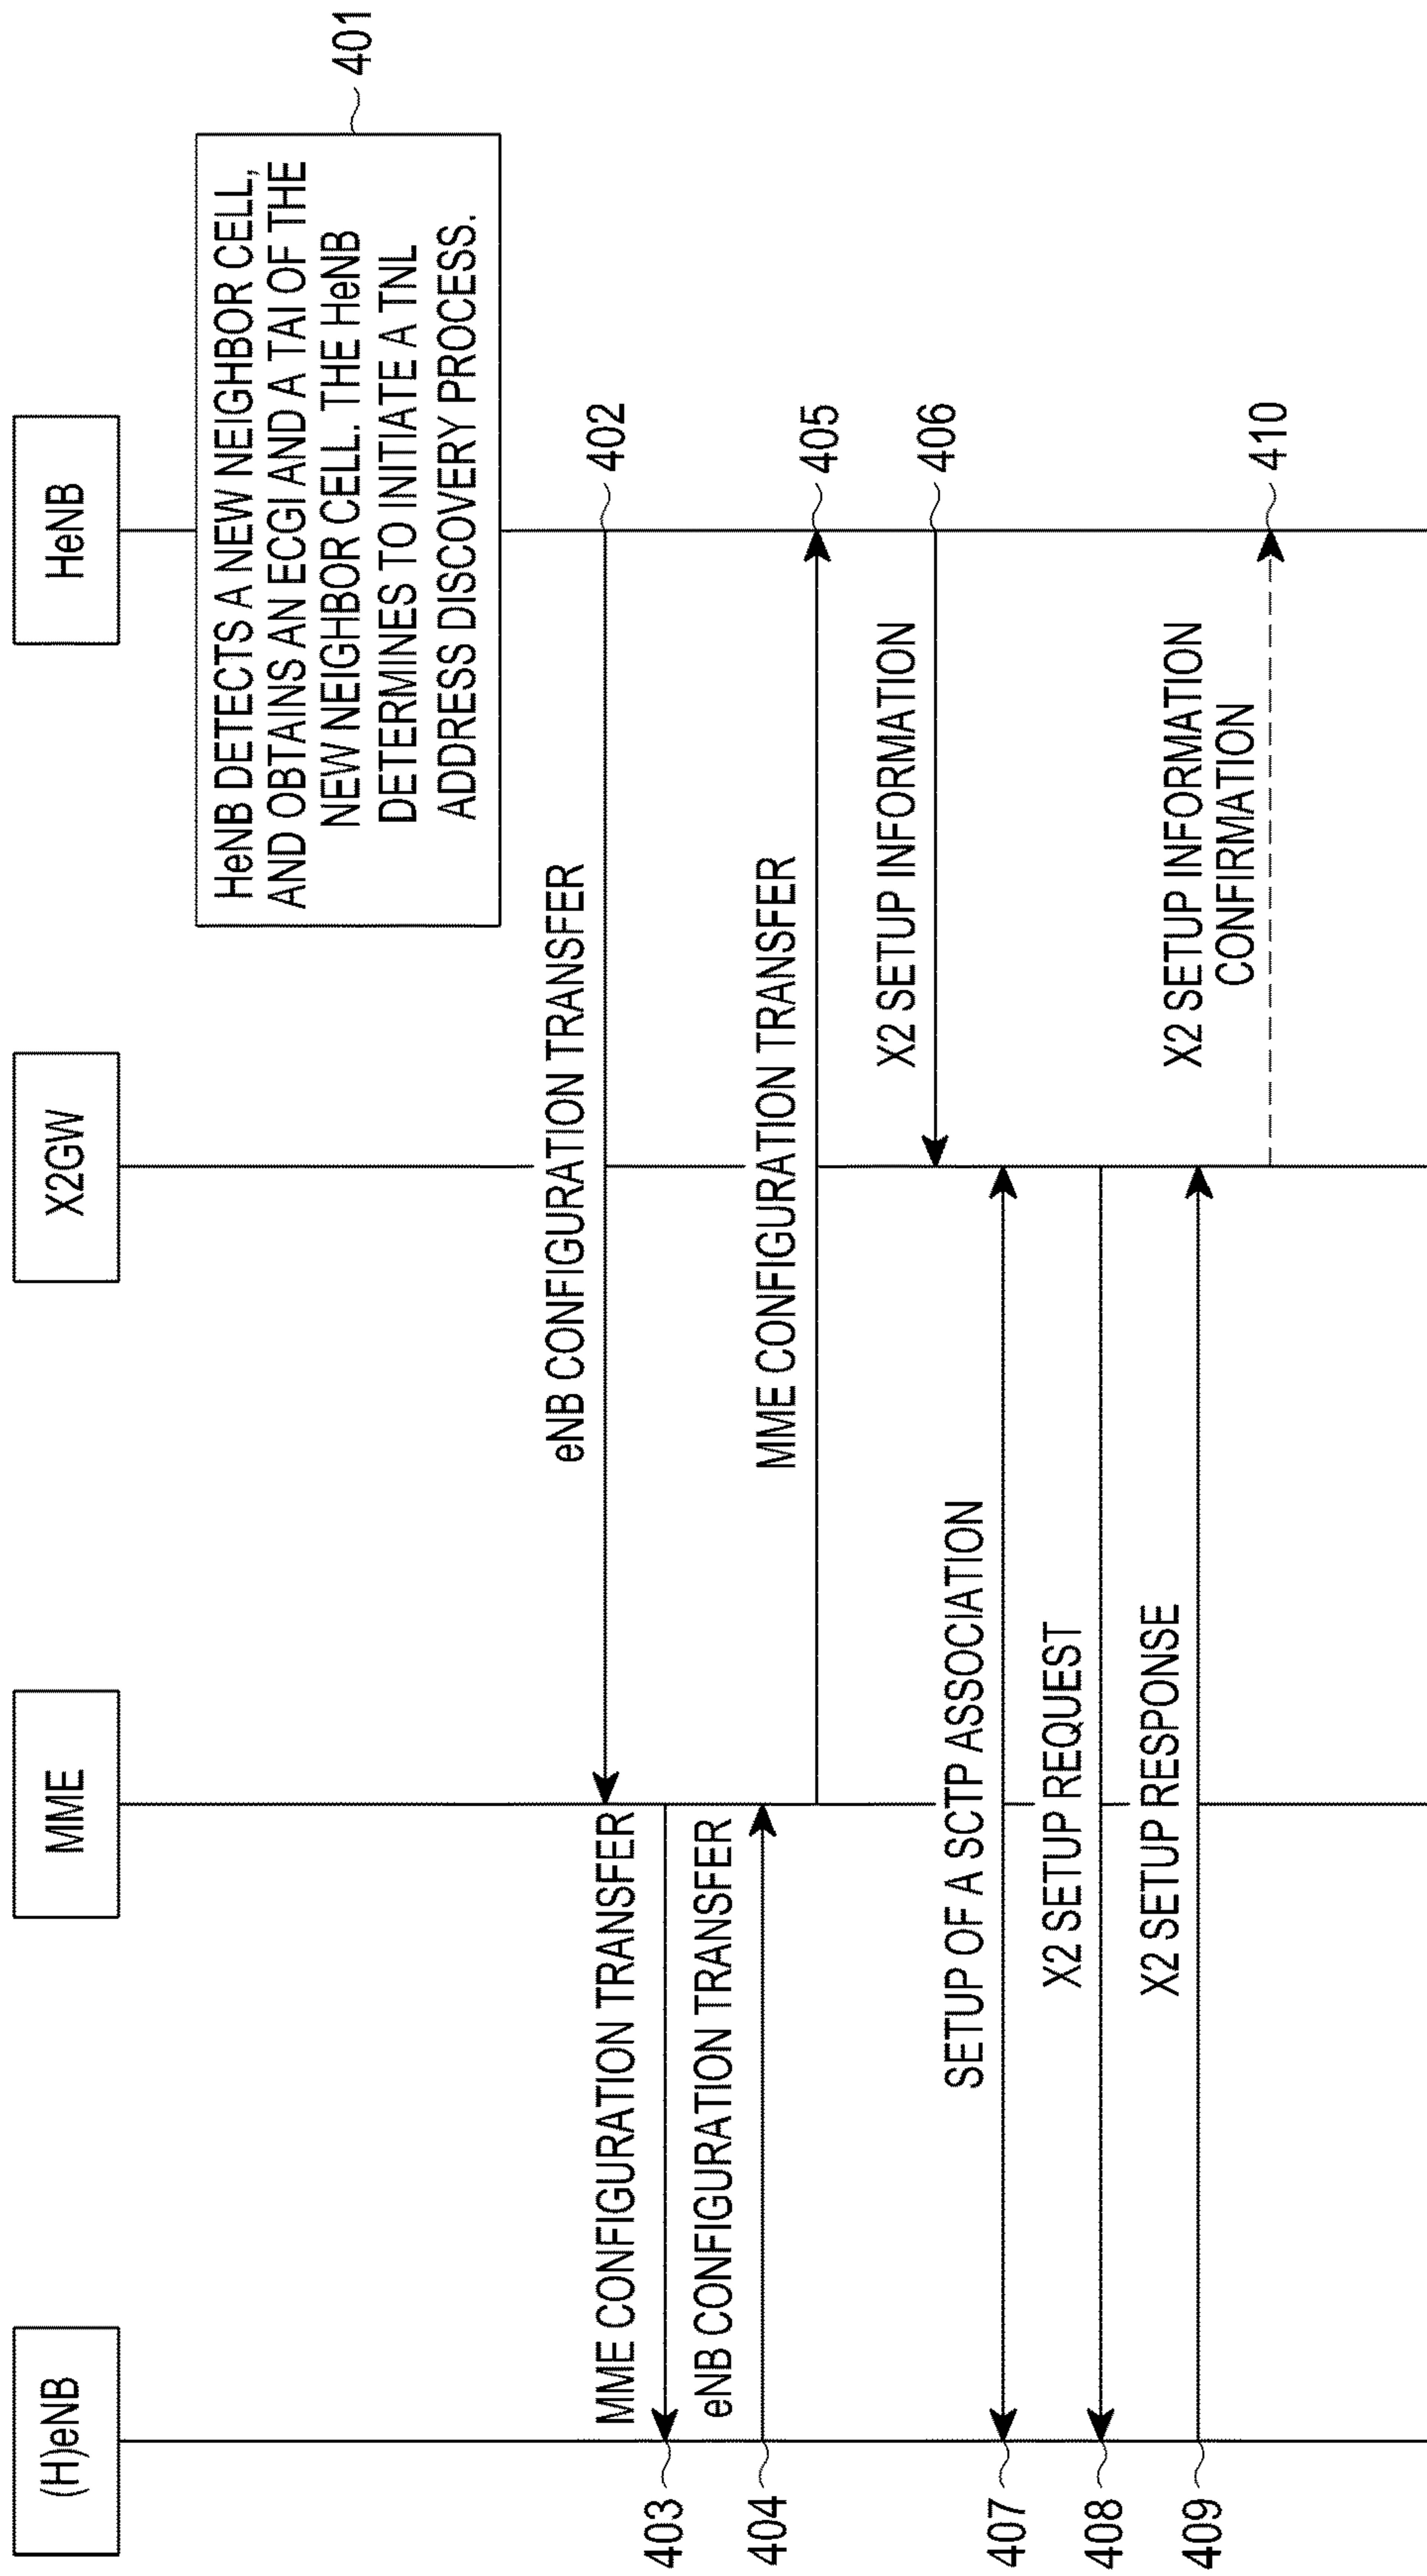 (H)eNB
MME
X2GW
HeNB
HeNB DETECTS A NEW NEIGHBOR CELL,
AND OBTAINS AN ECGI AND A TAI OF THE
NEW NEIGHBOR CELL. THE HeNB
DETERMINES TO INITIATE A TNL
ADDRESS DISCOVERY PROCESS.
401
eNB CONFIGURATION TRANSFER
402
MME CONFIGURATION TRANSFER
403
eNB CONFIGURATION TRANSFER
404
MME CONFIGURATION TRANSFER
405
X2 SETUP INFORMATION
406
SETUP OF A SCTP ASSOCIATION
407
X2 SETUP REQUEST
408
X2 SETUP RESPONSE
409
X2 SETUP INFORMATION
CONFIRMATION
410